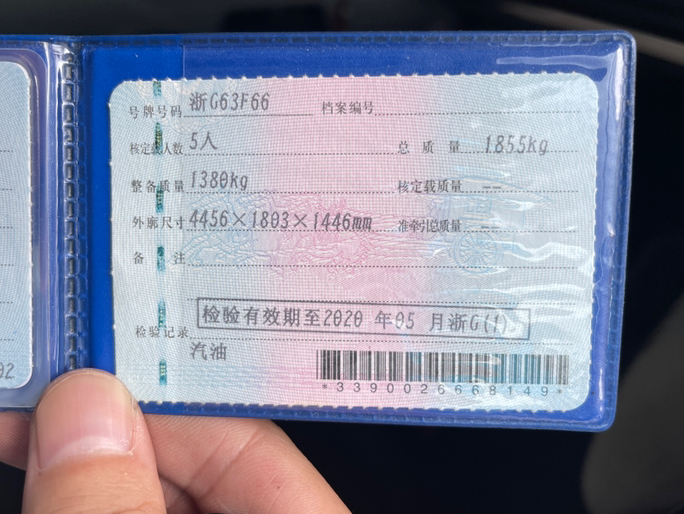 号牌号码 浙G63F66 档案编号
核定载人数 5人 总质量 1855kg
整备质量 1380kg 核定载质量 --
外廓尺寸 4456×1803×1446mm 准牵引总质量 --
备注
检验有效期至2020 年05 月浙G(1)
检验记录
汽油
*3390026668149*
02